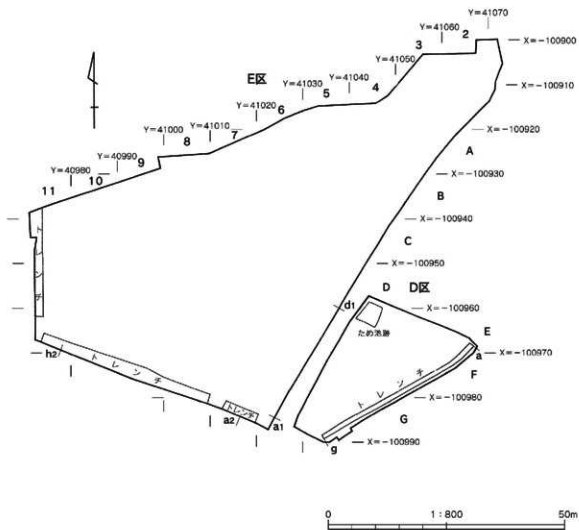 Y=41070
Y=41060
2
X=-100900
3
Y=41050
Y=41040
4
E区
Y=41030
5
X=-100910
Y=41020
6
Y=41010
7
Y=41000
8
X=-100920
Y=40990
9
A
Y=40980
10
X=-100930
11
B
X=-100940
C
トレンチ
X=-100950
D
D区
d1
X=-100960
ため池跡
E
a
X=-100970
h2
トレンチ
F
トレンチ
X=-100980
トレンチ
G
a2
a1
g
X=-100990
0
1:800
50m